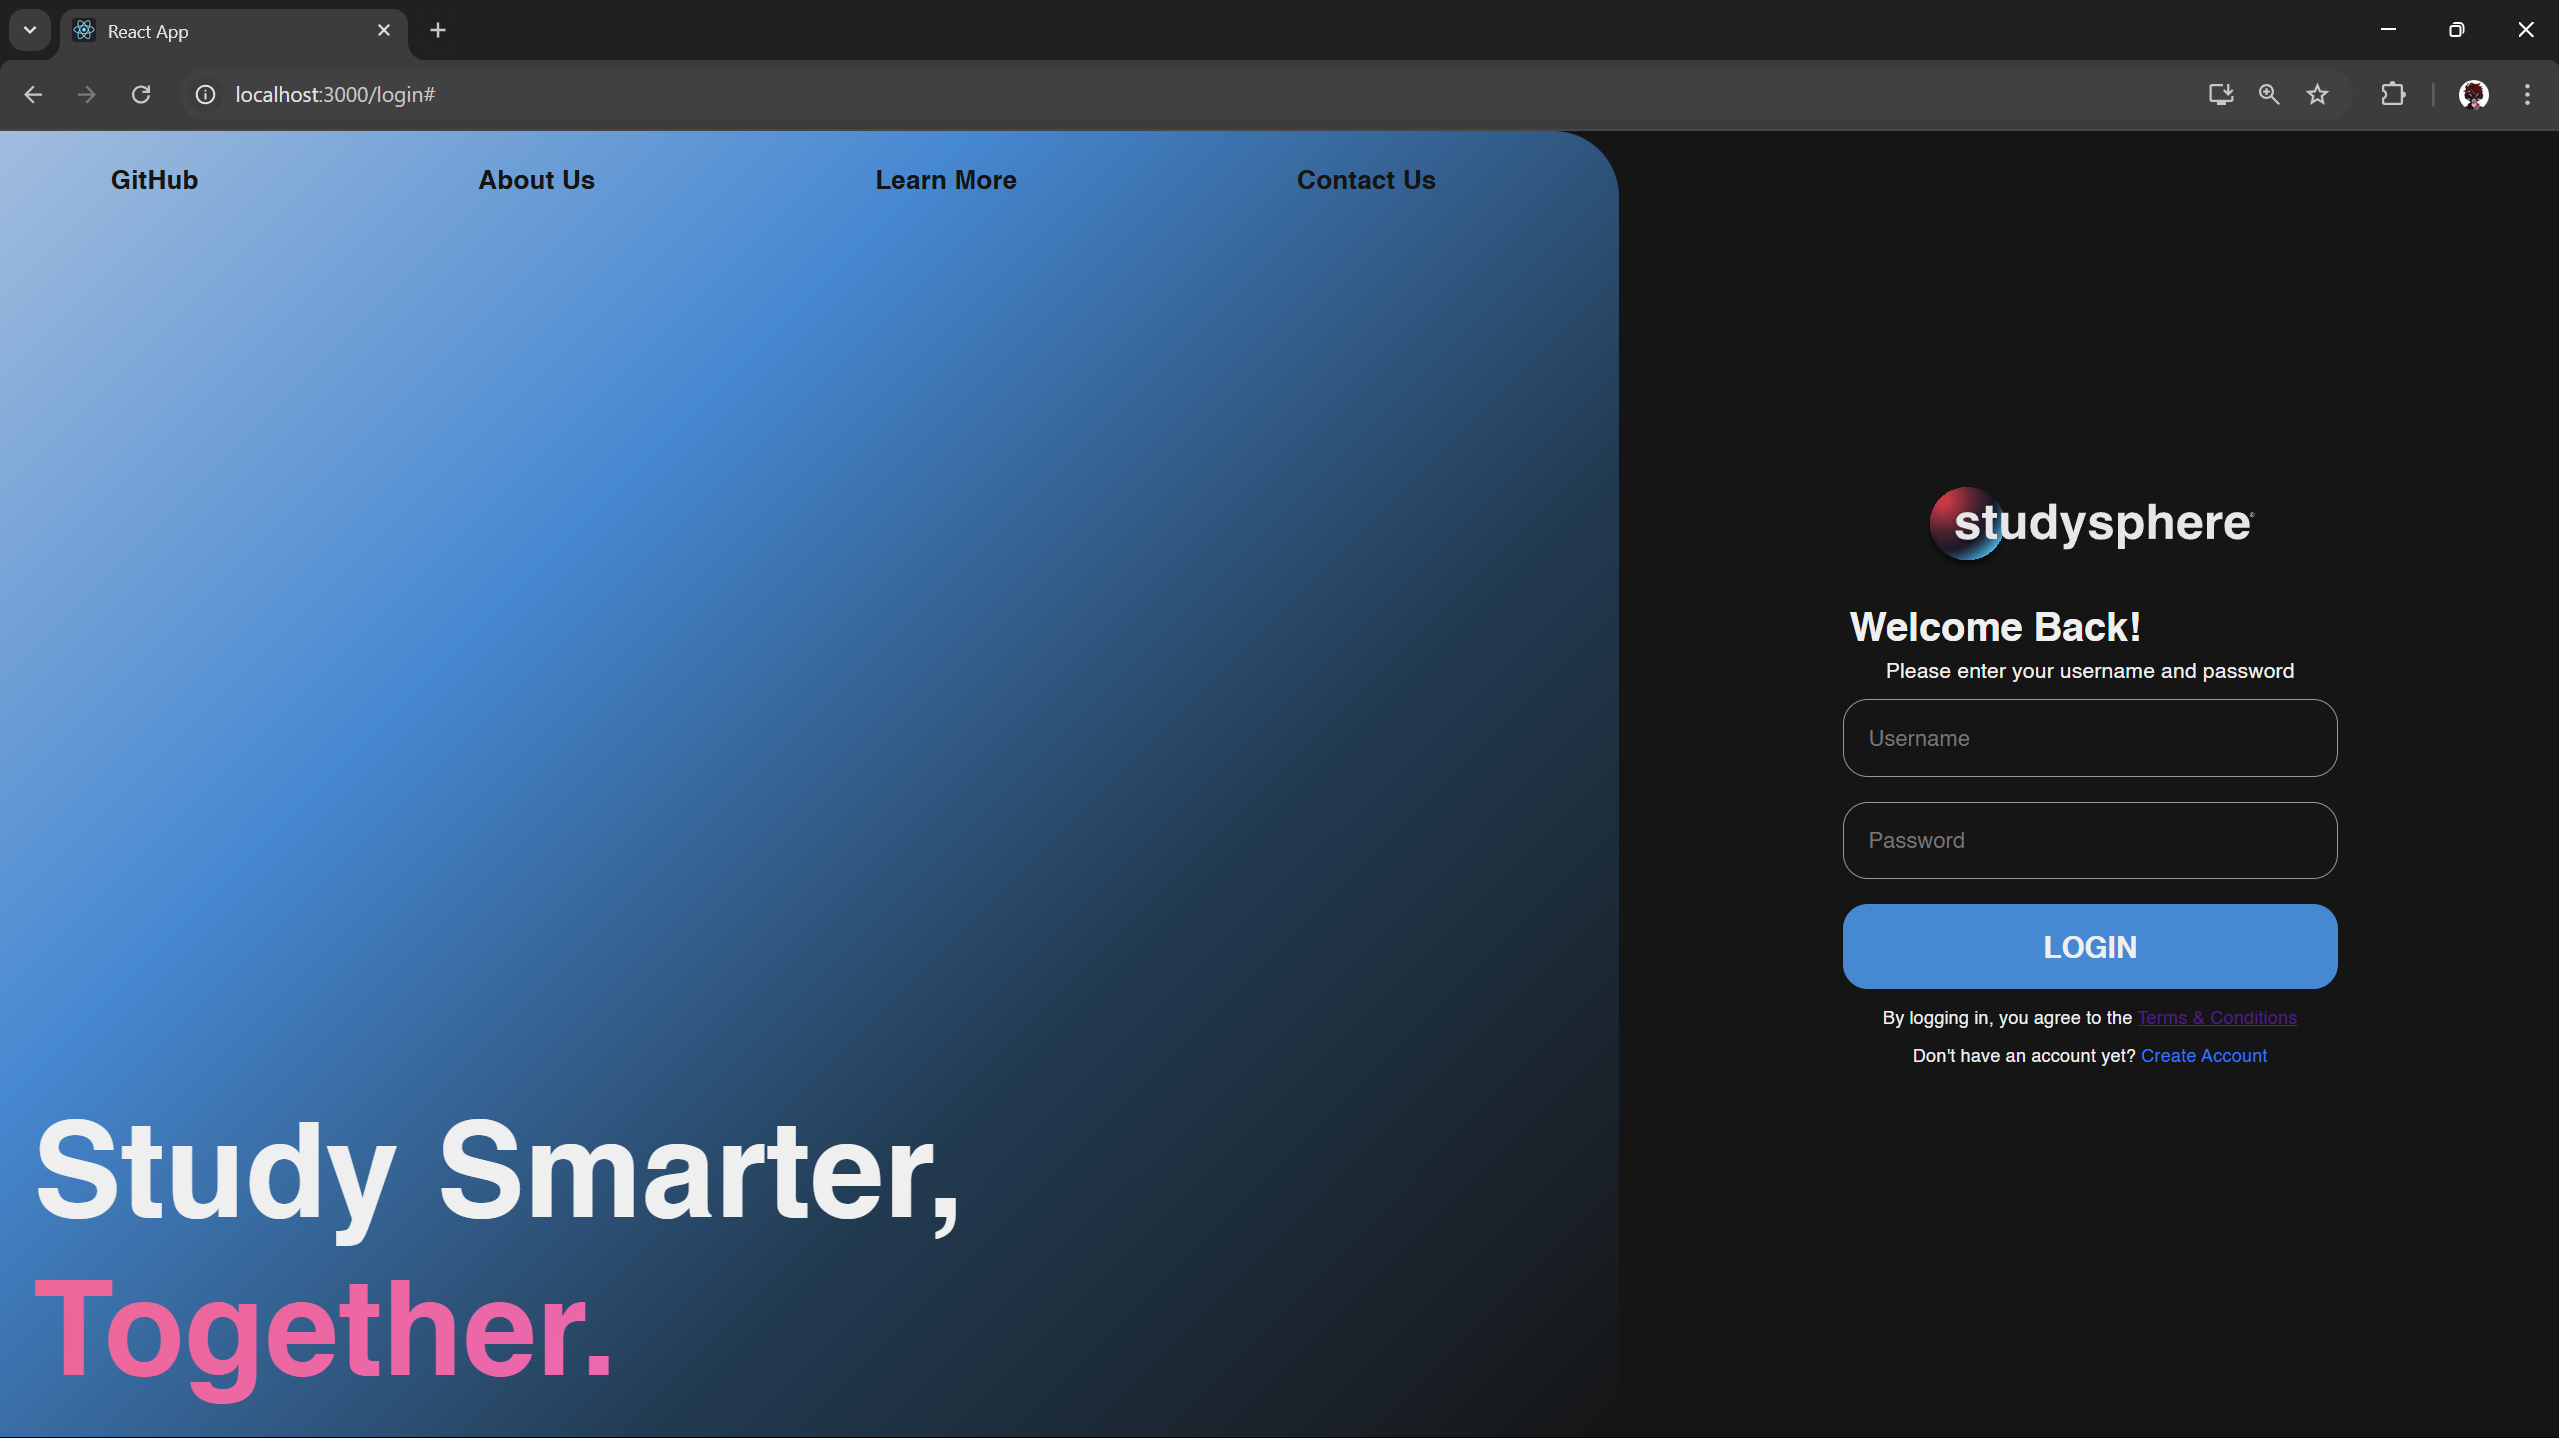 React App
localhost:3000/login#
GitHub About Us Learn More Contact Us
studysphere
Welcome Back!
Please enter your username and password
Username
Password
LOGIN
By logging in, you agree to the Terms & Conditions
Don't have an account yet? Create Account
Study Smarter,
Together.